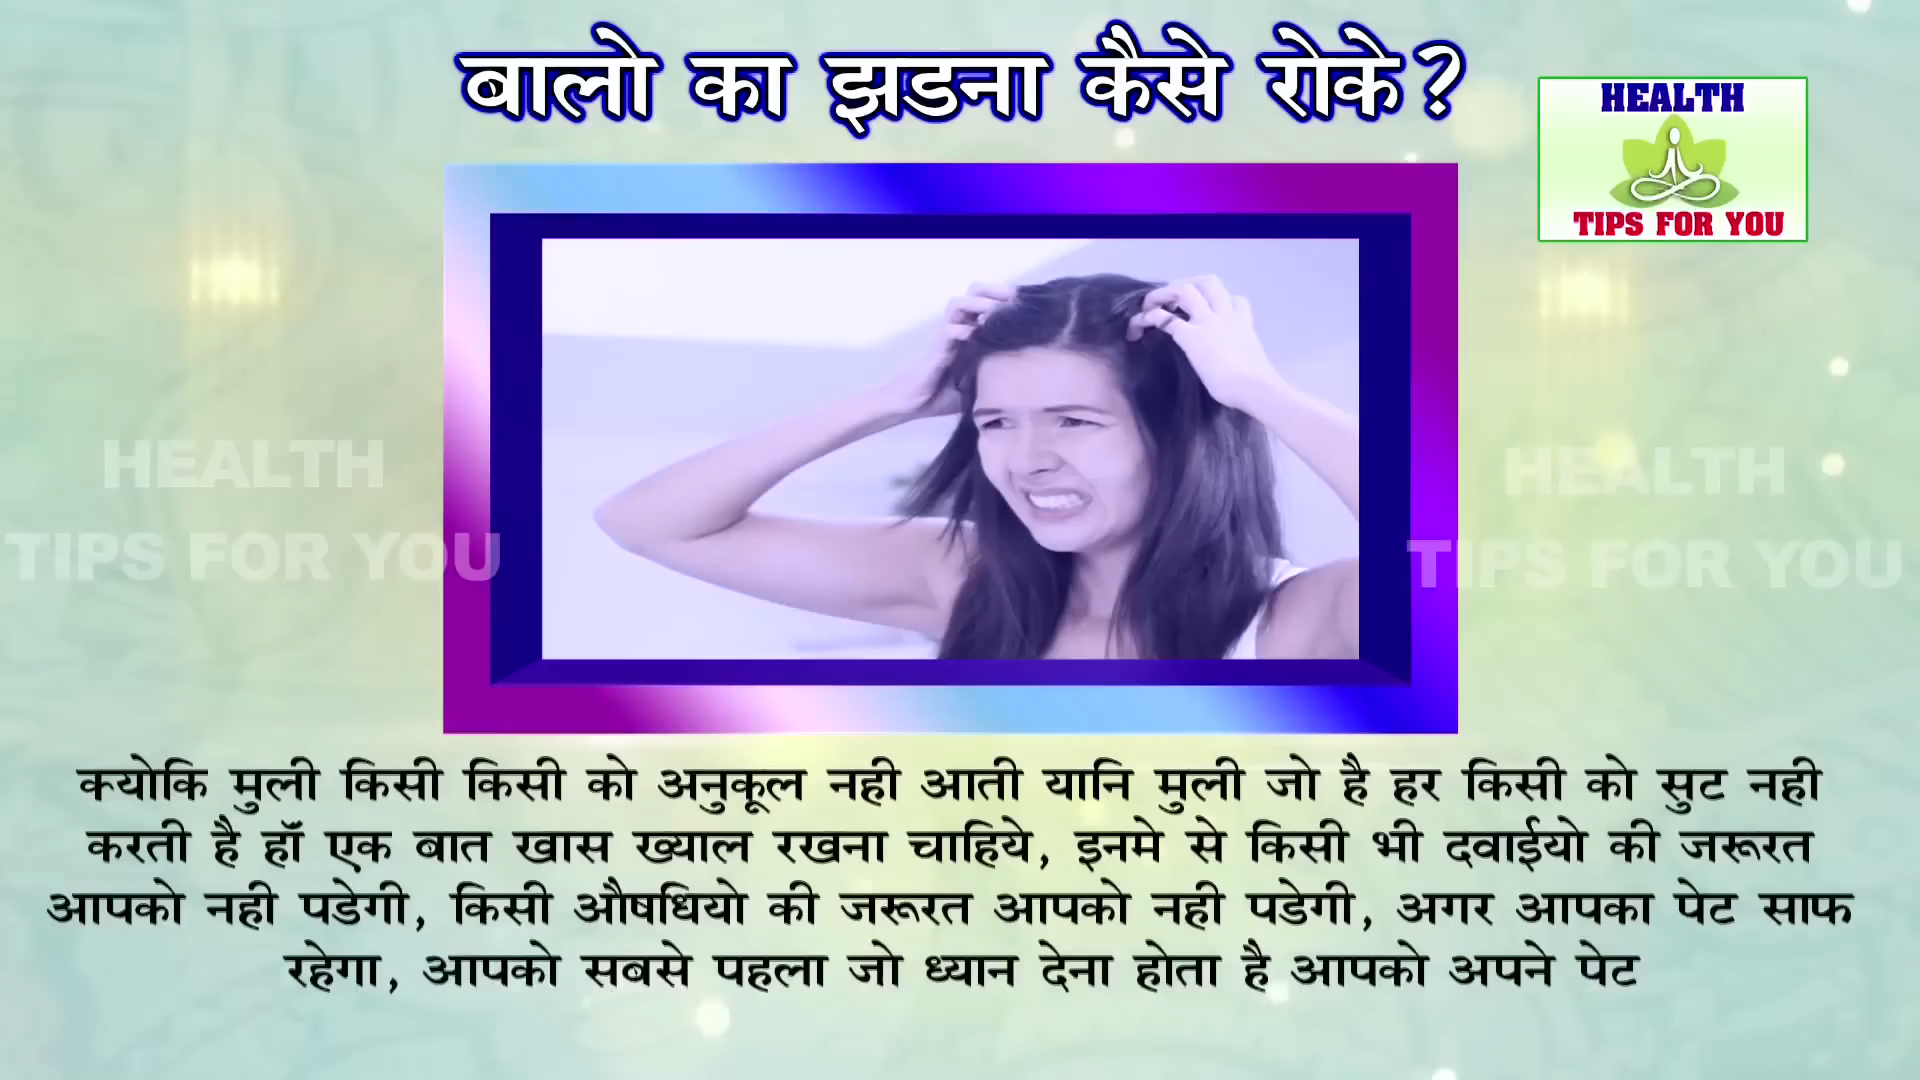 बालो का झडना कैसे रोके?
HEALTH
TIPS FOR YOU
HEALTH
TIPS FOR YOU
HEALTH
TIPS FOR YOU
क्योकि मुली किसी किसी को अनुकूल नही आती यानि मुली जो है हर किसी को सुट नही
करती है हॉ एक बात खास ख्याल रखना चाहिये, इनमे से किसी भी दवाईयो की जरूरत
आपको नही पडेगी, किसी औषधियो की जरूरत आपको नही पडेगी, अगर आपका पेट साफ
रहेगा, आपको सबसे पहला जो ध्यान देना होता है आपको अपने पेट